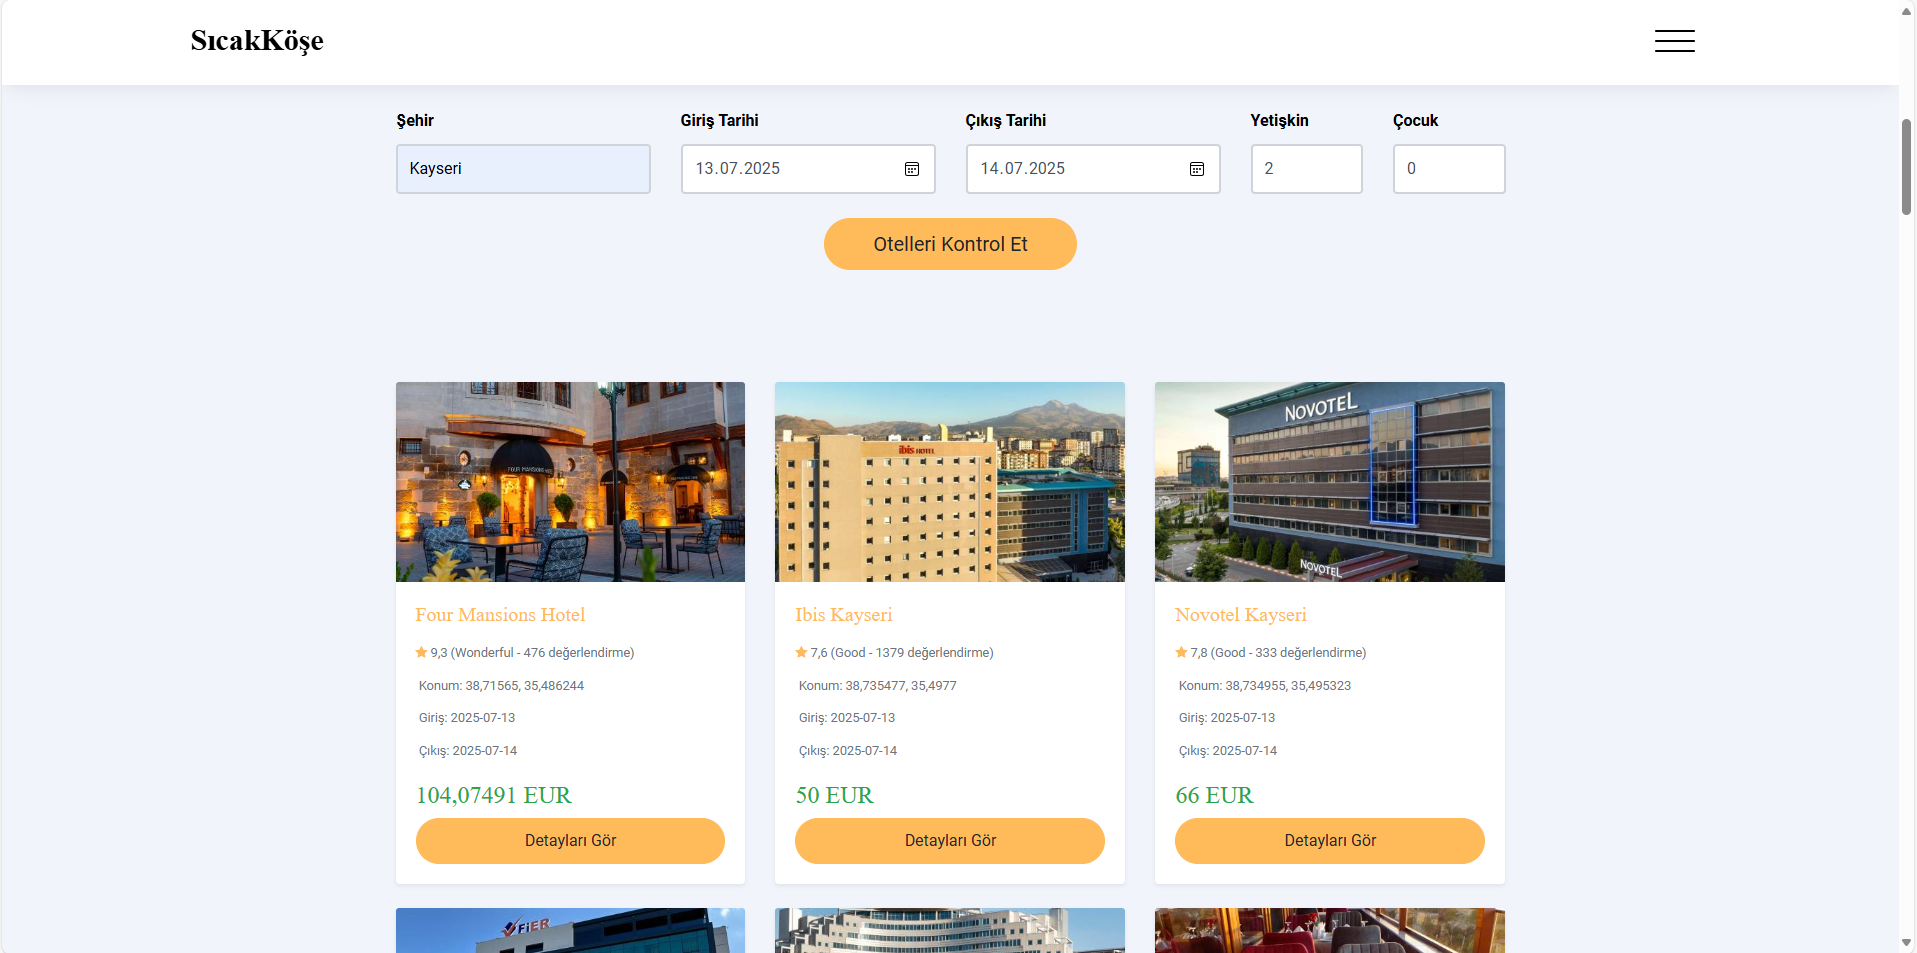 SıcakKöşe
Şehir Giriş Tarihi Çıkış Tarihi Yetişkin Çocuk
Kayseri 13.07.2025 14.07.2025 2 0
Otelleri Kontrol Et
FOUR MANSIONS HOTEL
ibis HOTEL
NOVOTEL
NOVOTEL
Four Mansions Hotel
9,3 (Wonderful - 476 değerlendirme)
Konum: 38,71565, 35,486244
Giriş: 2025-07-13
Çıkış: 2025-07-14
104,07491 EUR
Detayları Gör
Ibis Kayseri
7,6 (Good - 1379 değerlendirme)
Konum: 38,735477, 35,4977
Giriş: 2025-07-13
Çıkış: 2025-07-14
50 EUR
Detayları Gör
Novotel Kayseri
7,8 (Good - 333 değerlendirme)
Konum: 38,734955, 35,495323
Giriş: 2025-07-13
Çıkış: 2025-07-14
66 EUR
Detayları Gör
FiER